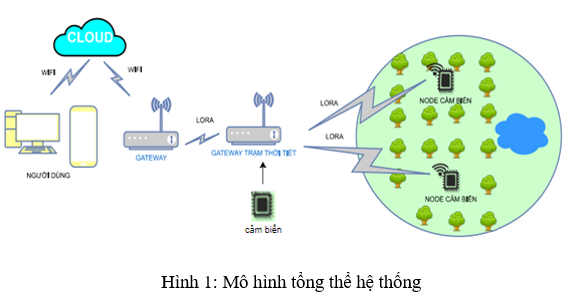 CLOUD
WIFI
WIFI
LORA
LORA
LORA
NODE CẢM BIẾN
NODE CẢM BIẾN
GATEWAY
GATEWAY TRẠM THỜI TIẾT
NGƯỜI DÙNG
cảm biến
Hình 1: Mô hình tổng thể hệ thống